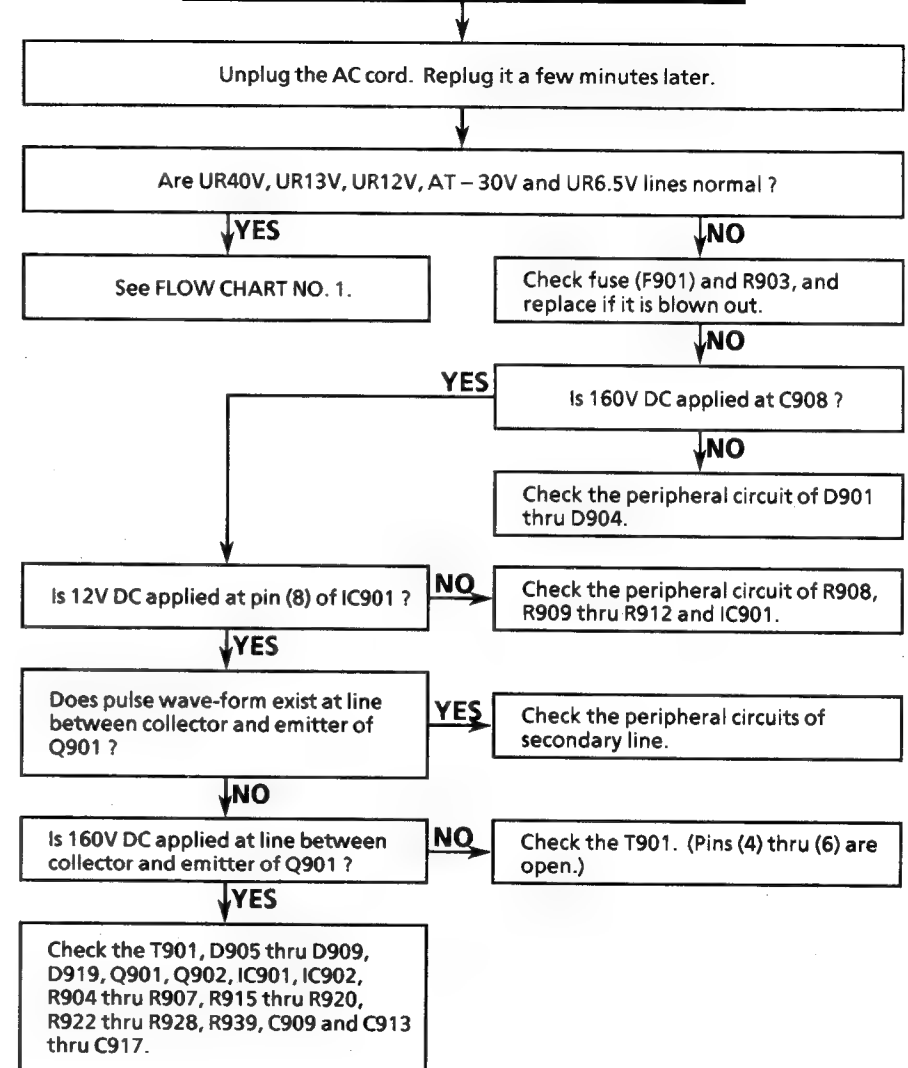 Unplug the AC cord. Replug it a few minutes later.
Are UR40V, UR13V, UR12V, AT – 30V and UR6.5V lines normal ?
YES
NO
See FLOW CHART NO. 1.
Check fuse (F901) and R903, and
replace if it is blown out.
NO
YES
Is 160V DC applied at C908 ?
NO
Check the peripheral circuit of D901
thru D904.
Is 12V DC applied at pin (8) of IC901 ?
NO
Check the peripheral circuit of R908,
R909 thru R912 and IC901.
YES
Does pulse wave-form exist at line
between collector and emitter of
Q901 ?
YES
Check the peripheral circuits of
secondary line.
NO
Is 160V DC applied at line between
collector and emitter of Q901 ?
NO
Check the T901. (Pins (4) thru (6) are
open.)
YES
Check the T901, D905 thru D909,
D919, Q901, Q902, IC901, IC902,
R904 thru R907, R915 thru R920,
R922 thru R928, R939, C909 and C913
thru C917.